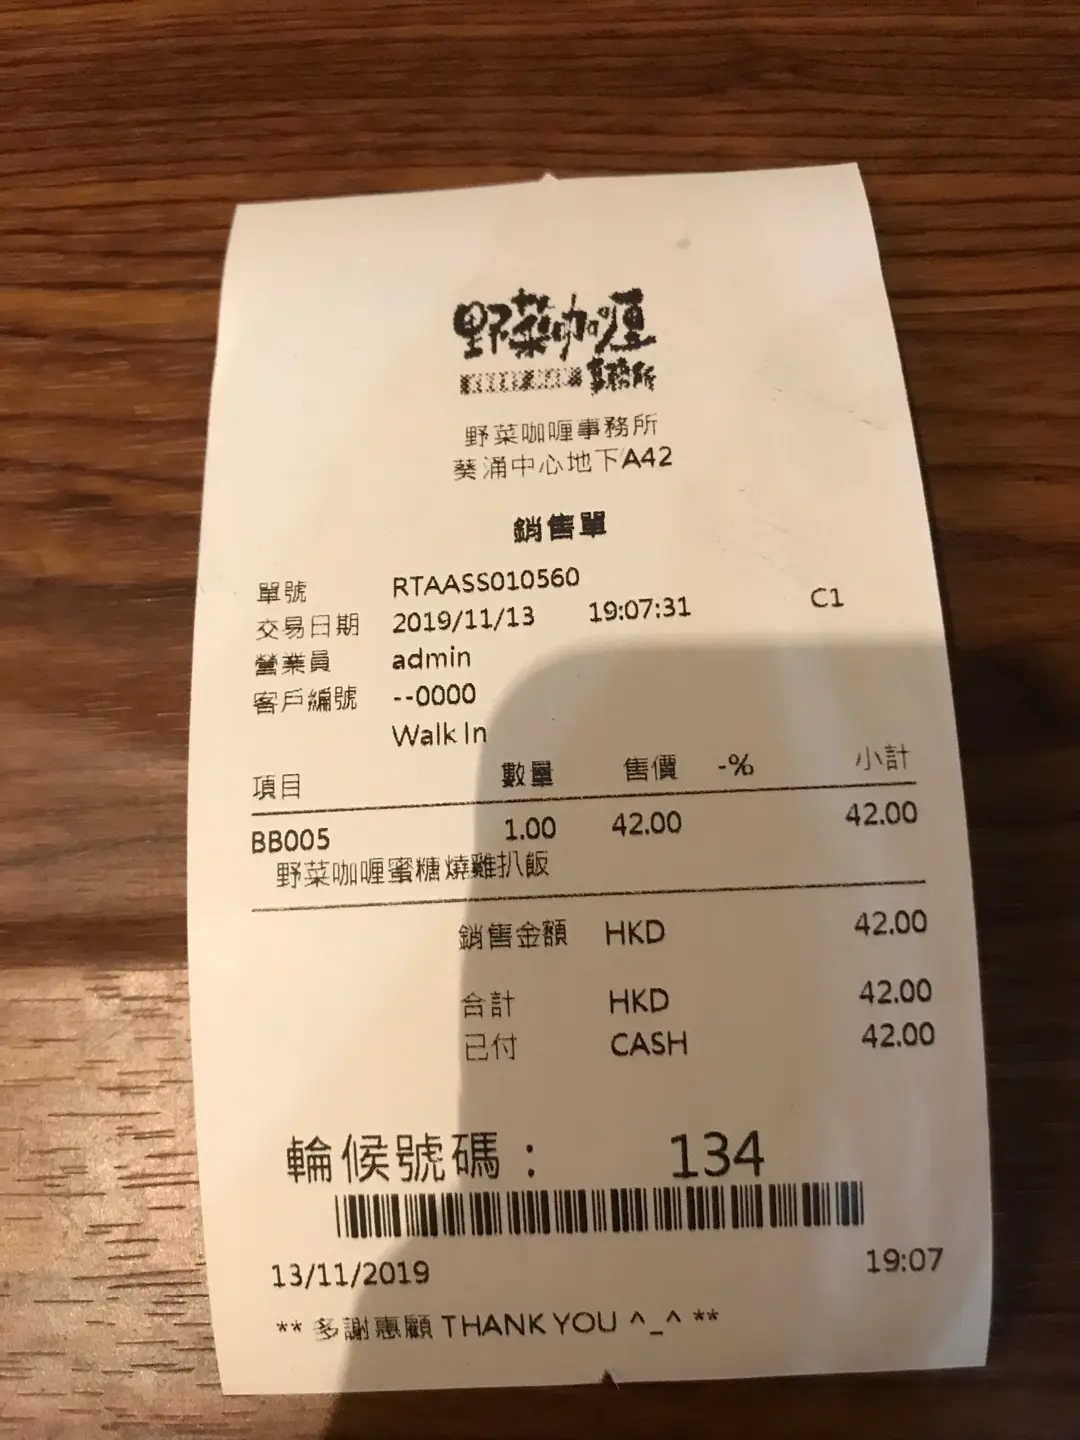 野菜咖喱
事務所
野菜咖喱事務所
葵涌中心地下A42
銷售單
單號 RTAASS010560
交易日期 2019/11/13 19:07:31 C1
營業員 admin
客戶編號 --0000
Walk In
項目 數量 售價 -% 小計
BB005 1.00 42.00 42.00
野菜咖喱蜜糖燒雞扒飯
銷售金額 HKD 42.00
合計 HKD 42.00
已付 CASH 42.00
輪候號碼： 134
13/11/2019 19:07
** 多謝惠顧 THANK YOU ^_^ **